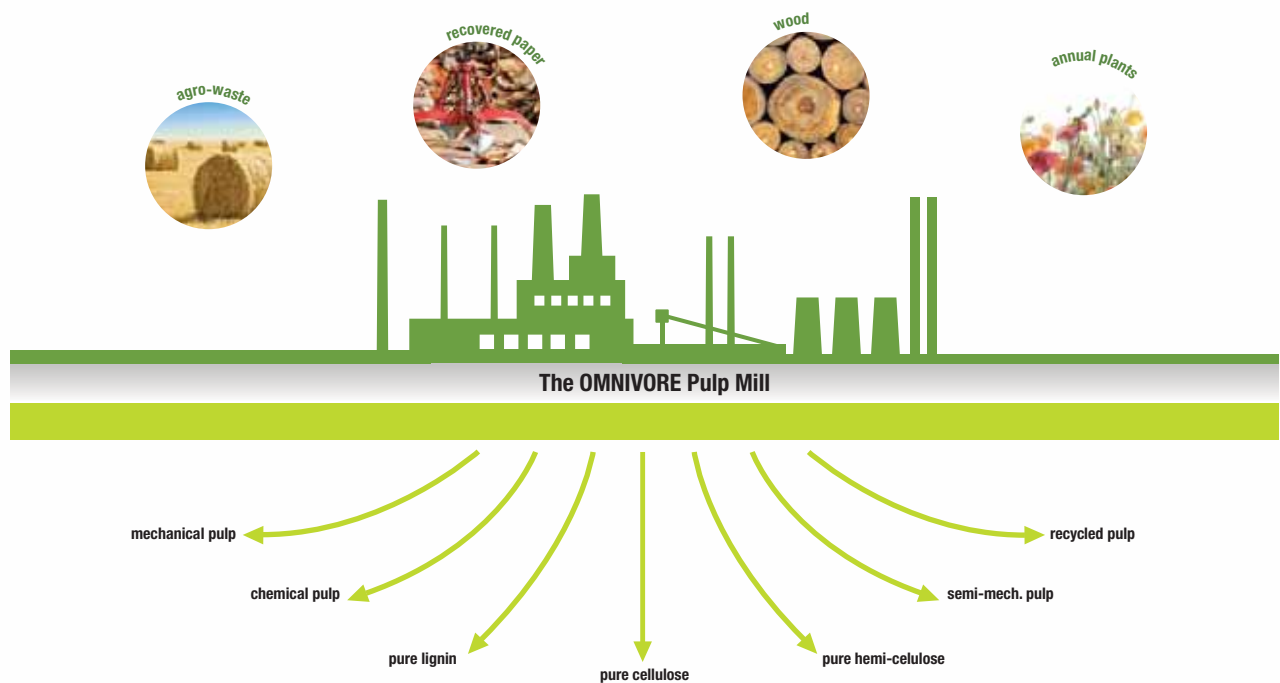 agro-waste
recovered paper
wood
annual plants
The OMNIVORE Pulp Mill
mechanical pulp
recycled pulp
chemical pulp
semi-mech. pulp
pure lignin
pure hemi-celulose
pure cellulose